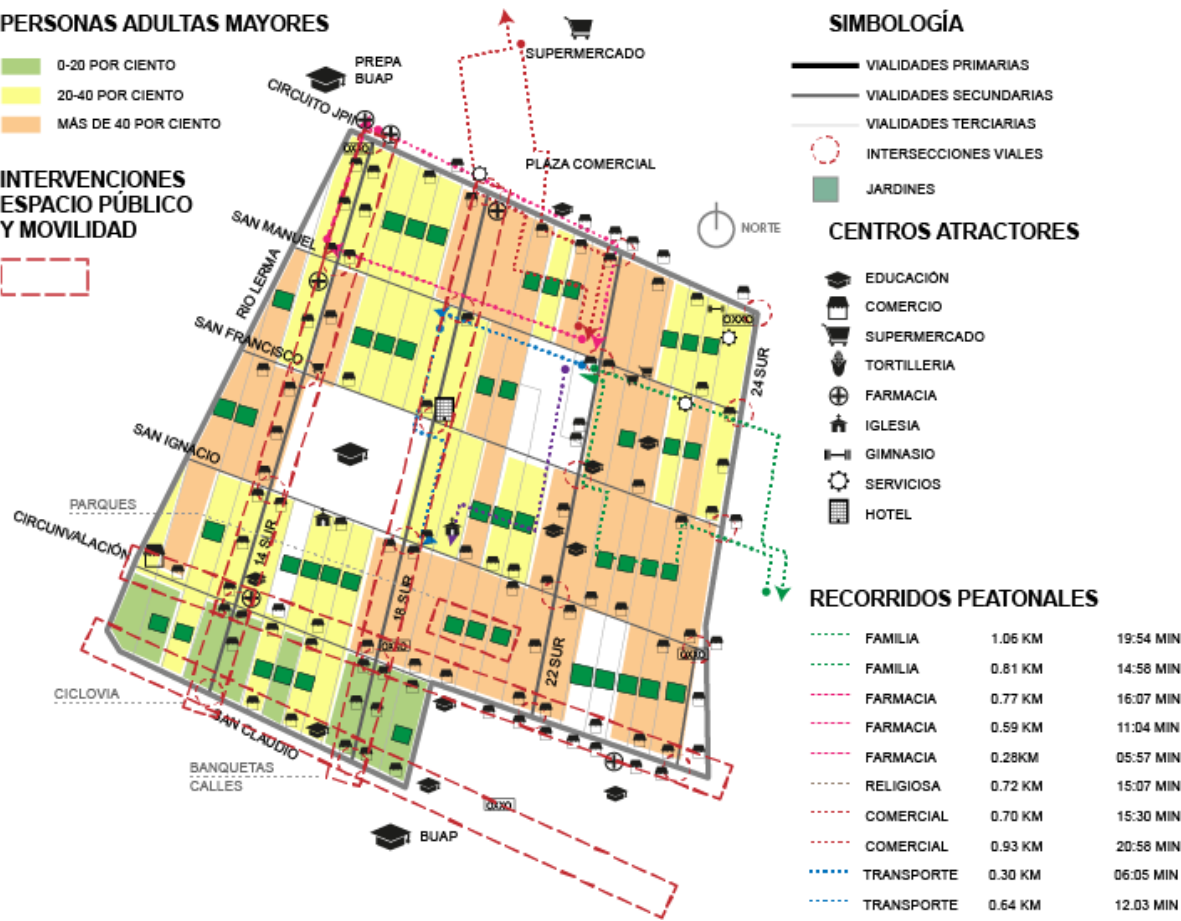 PERSONAS ADULTAS MAYORES
0-20 POR CIENTO
20-40 POR CIENTO
MÁS DE 40 POR CIENTO
INTERVENCIONES
ESPACIO PÚBLICO
Y MOVILIDAD
PREPA
BUAP
SUPERMERCADO
PLAZA COMERCIAL
NORTE
OXXO
SAN MANUEL
RIO LERMA
SAN FRANCISCO
OXXO
24 SUR
SAN IGNACIO
PARQUES
CIRCUNVALACIÓN
14 SUR
18 SUR
OXXO
22 SUR
OXXO
CICLOVIA
SAN CLAUDIO
BANQUETAS
CALLES
OXXO
BUAP
SIMBOLOGÍA
VIALIDADES PRIMARIAS
VIALIDADES SECUNDARIAS
VIALIDADES TERCIARIAS
INTERSECCIONES VIALES
JARDINES
CENTROS ATRACTORES
EDUCACIÓN
COMERCIO
SUPERMERCADO
TORTILLERIA
FARMACIA
IGLESIA
GIMNASIO
SERVICIOS
HOTEL
RECORRIDOS PEATONALES
FAMILIA 1.06 KM 19:54 MIN
FAMILIA 0.81 KM 14:58 MIN
FARMACIA 0.77 KM 16:07 MIN
FARMACIA 0.59 KM 11:04 MIN
FARMACIA 0.28KM 05:57 MIN
RELIGIOSA 0.72 KM 15:07 MIN
COMERCIAL 0.70 KM 15:30 MIN
COMERCIAL 0.93 KM 20:58 MIN
TRANSPORTE 0.30 KM 06:05 MIN
TRANSPORTE 0.64 KM 12.03 MIN
CIRCUITO